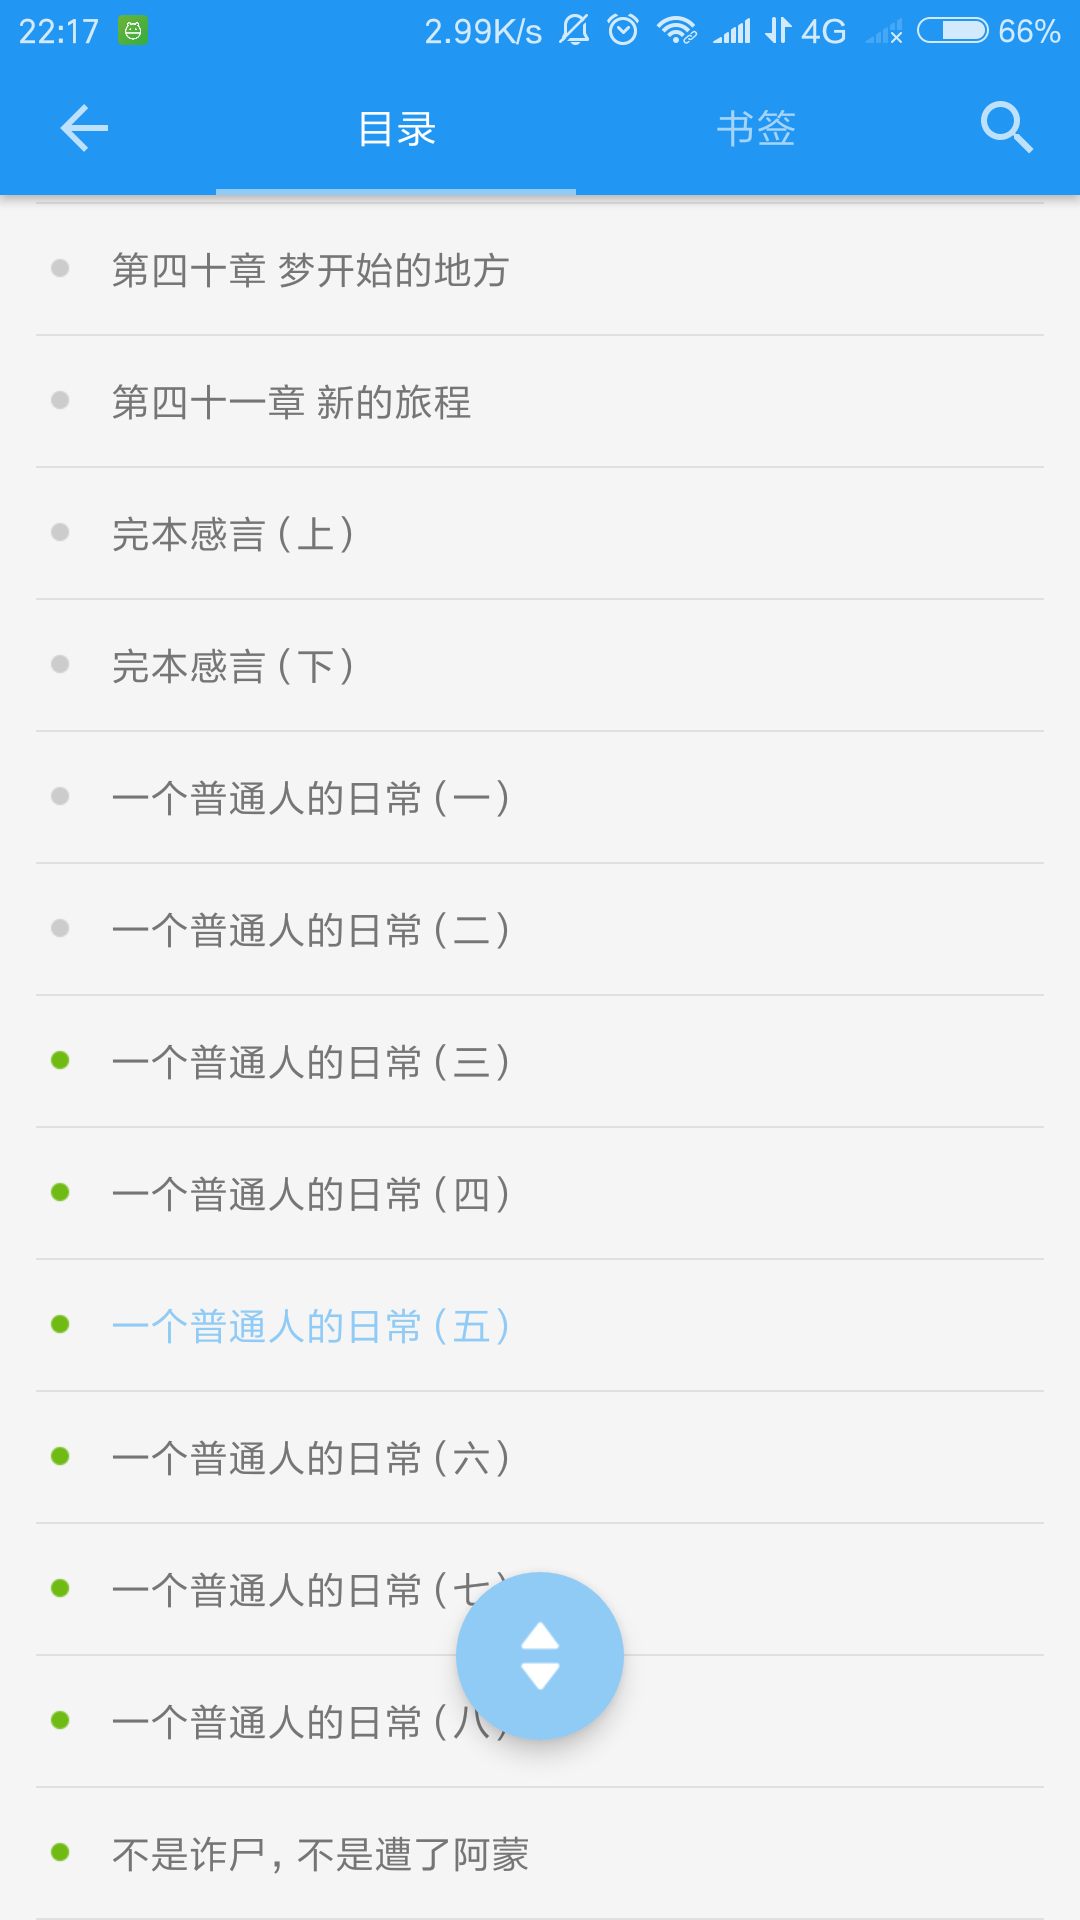 22:17 2.99K/s 4G 66%
目录 书签
第四十章 梦开始的地方
第四十一章 新的旅程
完本感言(上)
完本感言(下)
一个普通人的日常(一)
一个普通人的日常(二)
一个普通人的日常(三)
一个普通人的日常(四)
一个普通人的日常(五)
一个普通人的日常(六)
一个普通人的日常(七)
一个普通人的日常(八)
不是诈尸, 不是遭了阿蒙